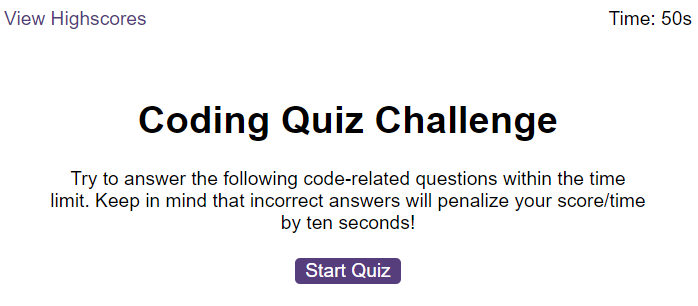 View Highscores
Time: 50s
Coding Quiz Challenge
Try to answer the following code-related questions within the time
limit. Keep in mind that incorrect answers will penalize your score/time
by ten seconds!
Start Quiz